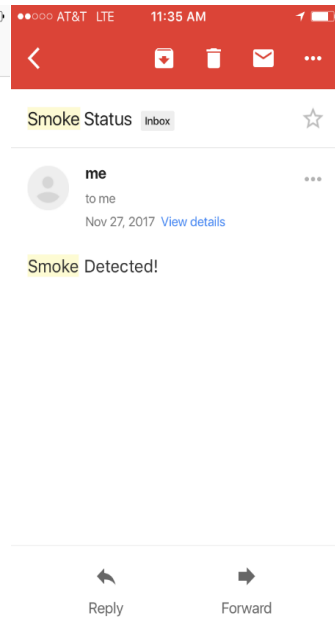 AT&T LTE 11:35 AM
Smoke Status Inbox
me
to me
Nov 27, 2017 View details
Smoke Detected!
Reply Forward